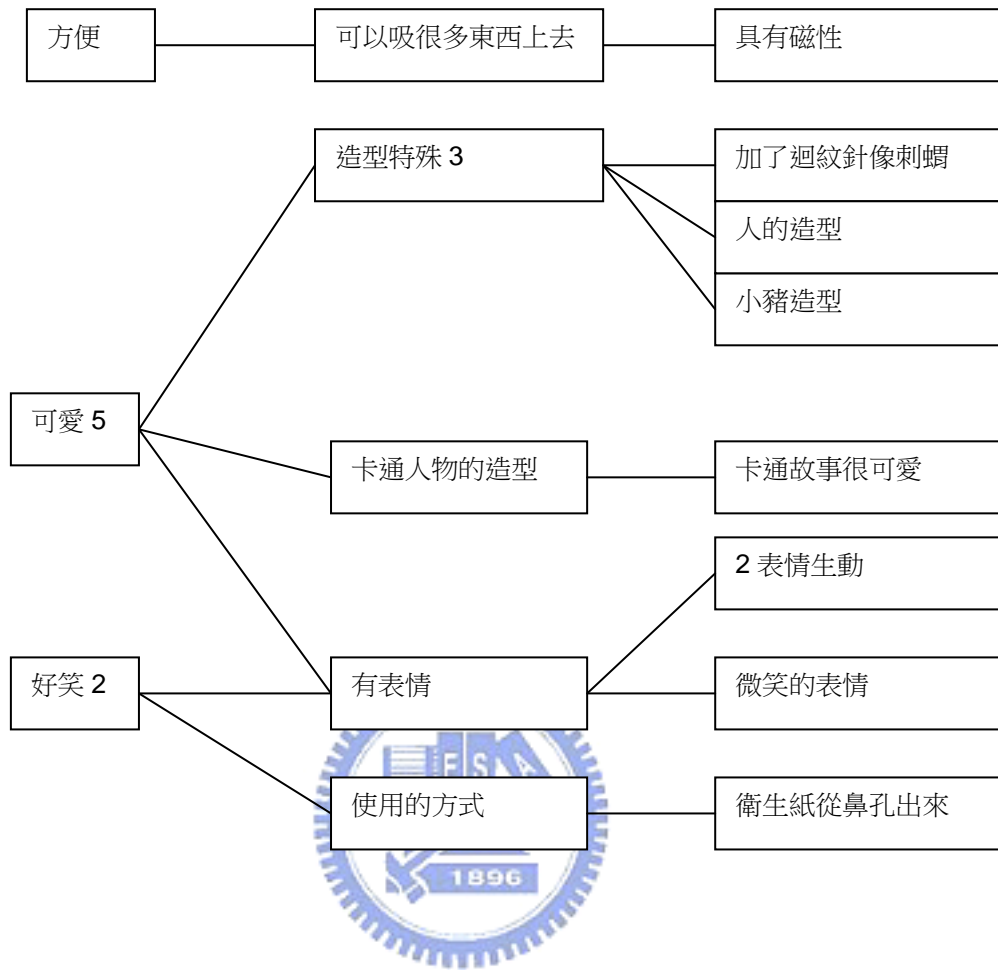 方便
可以吸很多東西上去
具有磁性
造型特殊 3
加了迴紋針像刺蝟
人的造型
小豬造型
可愛 5
卡通人物的造型
卡通故事很可愛
2 表情生動
好笑 2
有表情
微笑的表情
ESA
使用的方式
衛生紙從鼻孔出來
1896